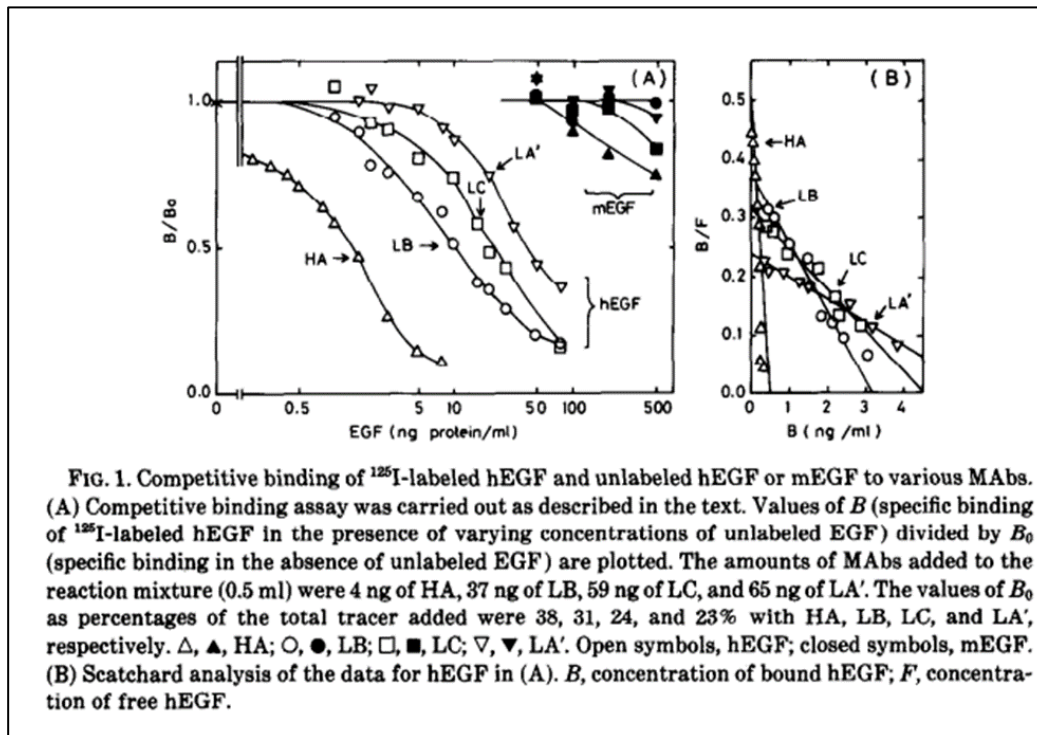 (A)
1.0
0.5
0.0
B/B₀
HA
LB
LC
LA'
mEGF
hEGF
0
0.5
5
10
50
100
500
EGF (ng protein/ml)
(B)
0.5
0.4
0.3
0.2
0.1
0.0
B/F
HA
LB
LC
LA'
0
1
2
3
4
B (ng/ml)
FIG. 1. Competitive binding of ¹²⁵I-labeled hEGF and unlabeled hEGF or mEGF to various MAbs.
(A) Competitive binding assay was carried out as described in the text. Values of B (specific binding
of ¹²⁵I-labeled hEGF in the presence of varying concentrations of unlabeled EGF) divided by B₀
(specific binding in the absence of unlabeled EGF) are plotted. The amounts of MAbs added to the
reaction mixture (0.5 ml) were 4 ng of HA, 37 ng of LB, 59 ng of LC, and 65 ng of LA'. The values of B₀
as percentages of the total tracer added were 38, 31, 24, and 23% with HA, LB, LC, and LA',
respectively. △, ▲, HA; ○, ●, LB; □, ■, LC; ▽, ▼, LA'. Open symbols, hEGF; closed symbols, mEGF.
(B) Scatchard analysis of the data for hEGF in (A). B, concentration of bound hEGF; F, concentra-
tion of free hEGF.